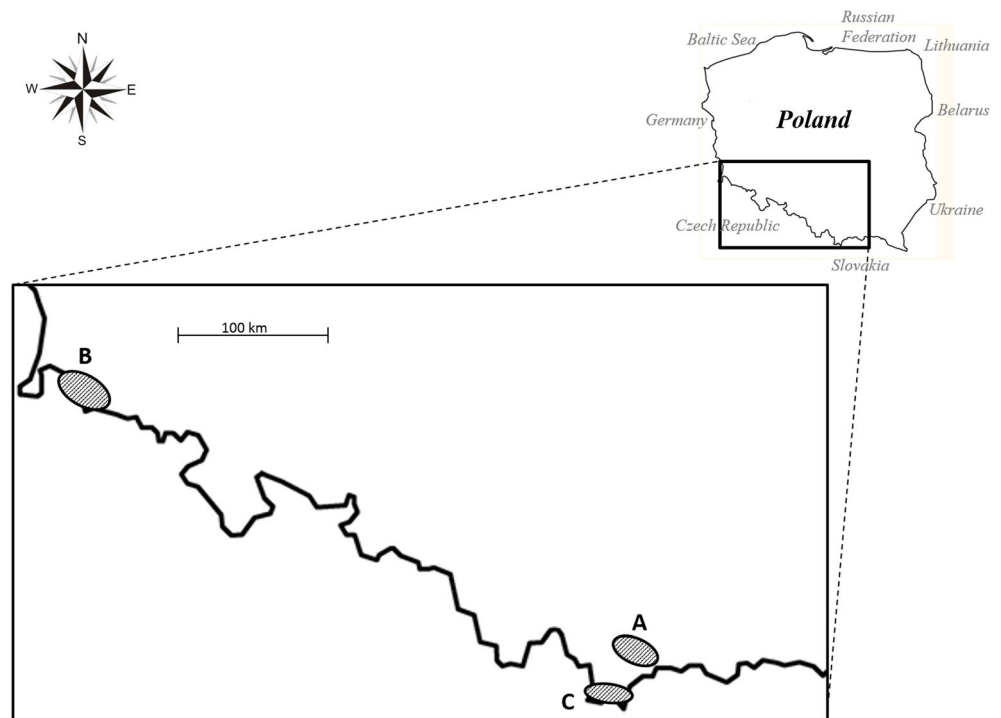 N
W E
S
Russian
Federation
Baltic Sea
Lithuania
Germany
Poland
Belarus
Ukraine
Czech Republic
Slovakia
100 km
B
A
C